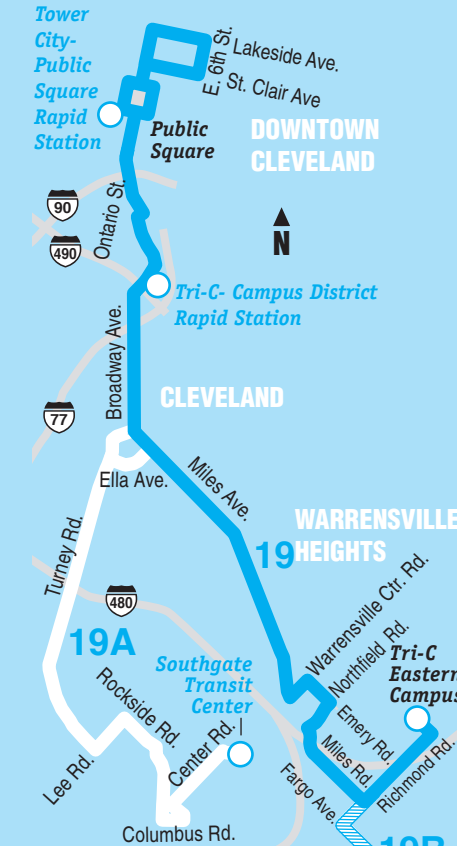 Tower
City-
Public
Square
Rapid
Station
E. 6th St.
Lakeside Ave.
St. Clair Ave
Public
Square
DOWNTOWN
CLEVELAND
90
490
Ontario St.
N
Tri-C- Campus District
Rapid Station
Broadway Ave.
CLEVELAND
77
Ella Ave.
Miles Ave.
WARRENSVILLE
HEIGHTS
19
Turney Rd.
480
19A
Warrensville Ctr. Rd.
Northfield Rd.
Tri-C
Eastern
Campus
Southgate
Transit
Center
Emery Rd.
Rockside Rd.
Center Rd.
Miles Rd.
Richmond Rd.
Lee Rd.
Fargo Ave.
Columbus Rd.